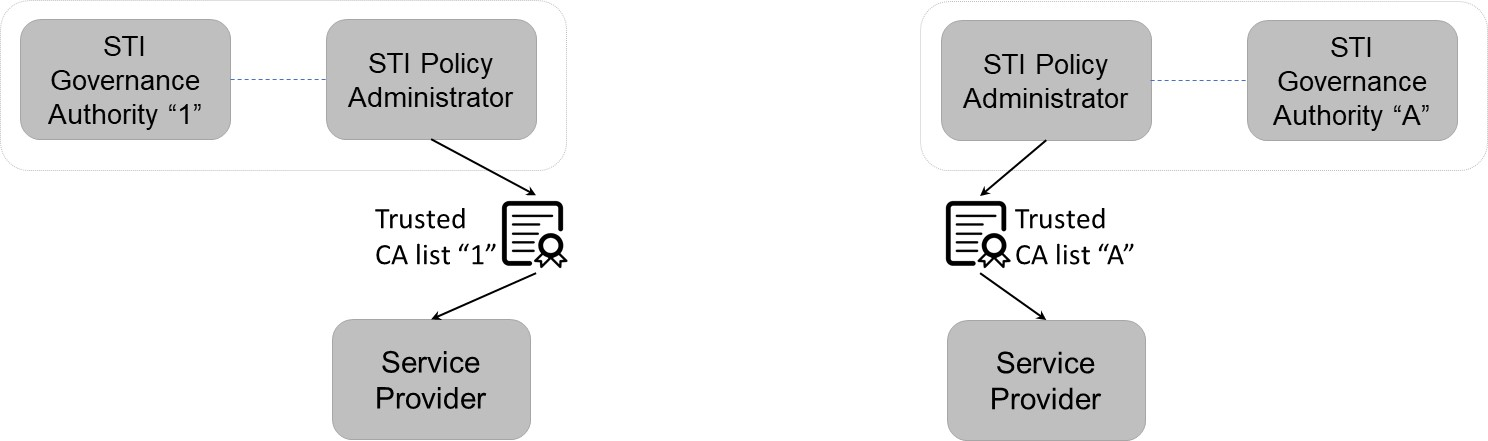 STI
Governance
Authority “1”
STI Policy
Administrator
STI Policy
Administrator
STI
Governance
Authority “A”
Trusted
CA list “1”
Trusted
CA list “A”
Service
Provider
Service
Provider